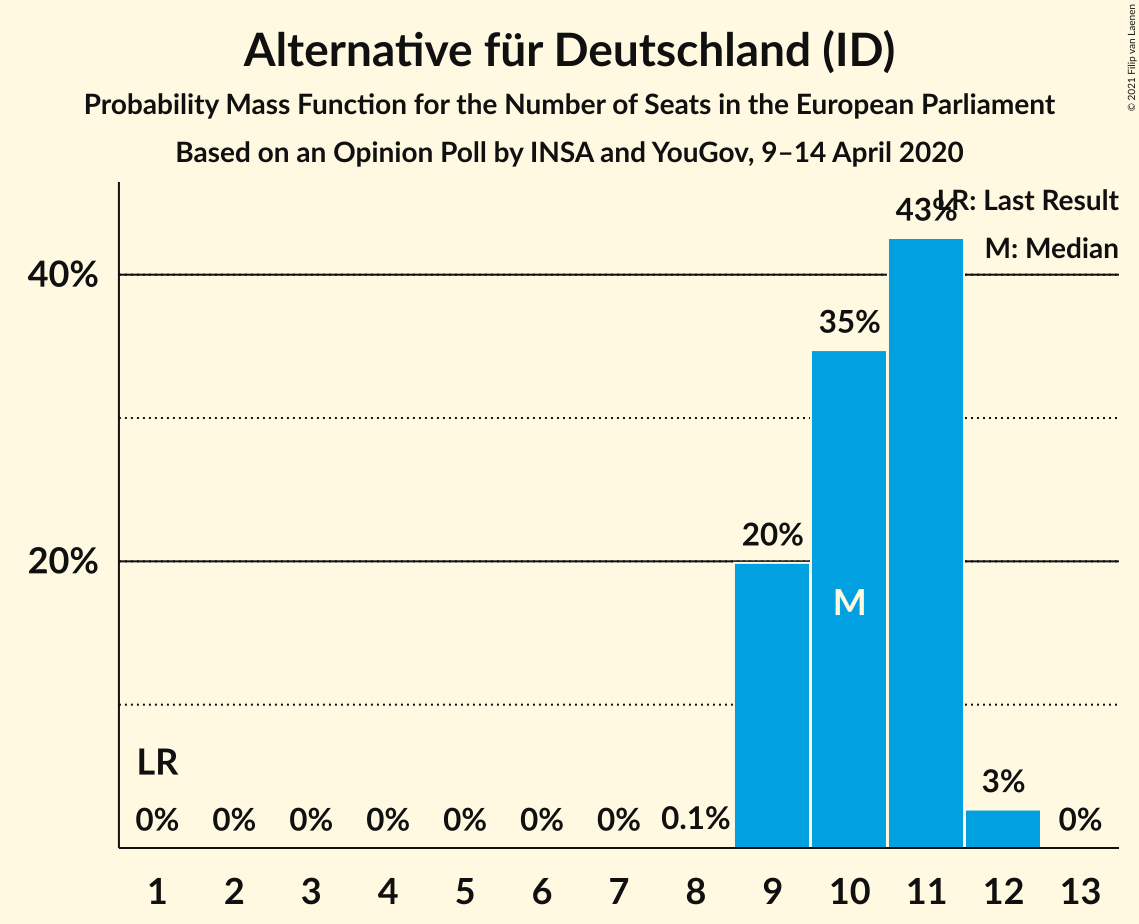 Alternative für Deutschland (ID)
Probability Mass Function for the Number of Seats in the European Parliament
Based on an Opinion Poll by INSA and YouGov, 9–14 April 2020
© 2021 Filip van Laenen
LR: Last Result
M: Median
43%
40%
35%
20%
20%
M
LR
3%
0% 0% 0% 0% 0% 0% 0% 0.1% 0%
1 2 3 4 5 6 7 8 9 10 11 12 13